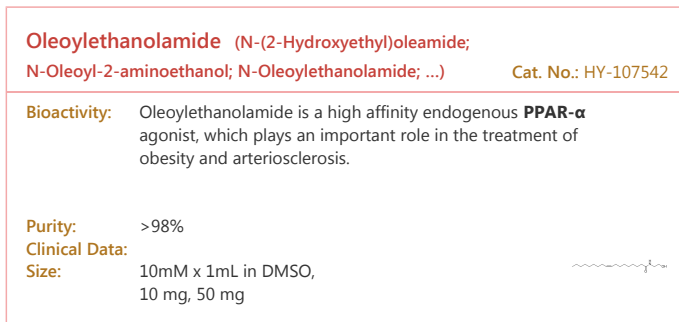 Oleoylethanolamide (N-(2-Hydroxyethyl)oleamide;
N-Oleoyl-2-aminoethanol; N-Oleoylethanolamide; ...) Cat. No.: HY-107542
Bioactivity: Oleoylethanolamide is a high affinity endogenous PPAR-α
agonist, which plays an important role in the treatment of
obesity and arteriosclerosis.
Purity: >98%
Clinical Data:
Size: 10mM x 1mL in DMSO,
10 mg, 50 mg